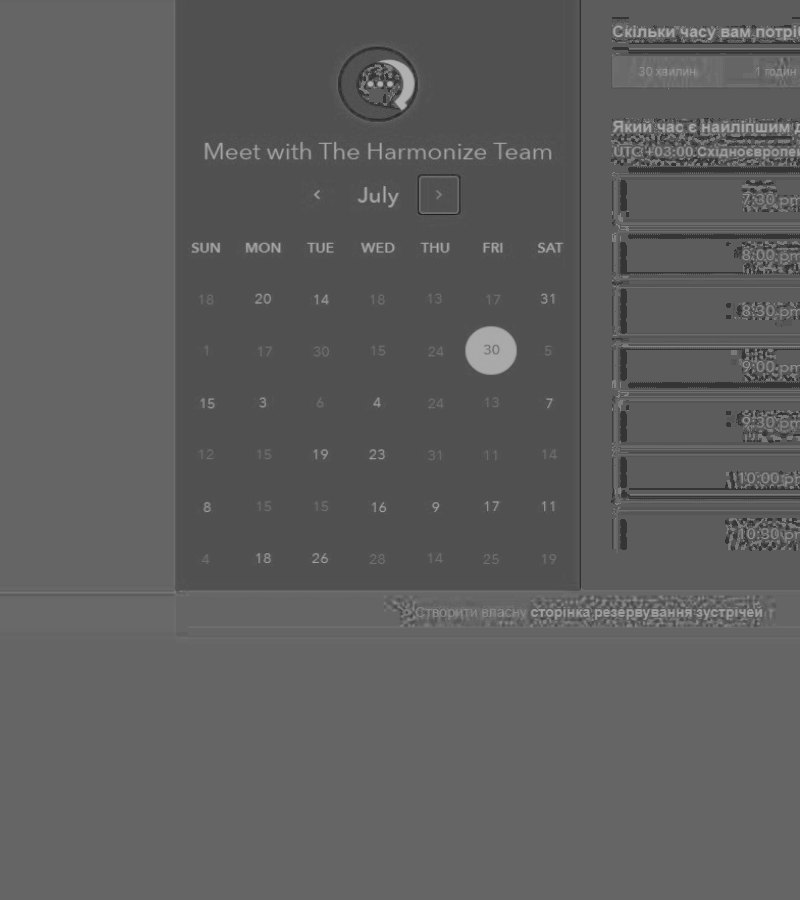 Meet with The Harmonize Team
‹ July ›
SUN MON TUE WED THU FRI SAT
18 20 14 18 13 17 31
1 17 30 15 24 30 5
15 3 6 4 24 13 7
12 15 19 23 31 11 14
8 15 15 16 9 17 11
4 18 26 28 14 25 19
Скільки часу вам потрі
30 хвилин 1 годин
Який час є найліпшим д
UTC +03:00 Східноєвропей
7:30 pm
8:00 pm
8:30 pm
9:00 pm
9:30 pm
10:00 pm
10:30 pm
Створити власну сторінка резервування зустрічей